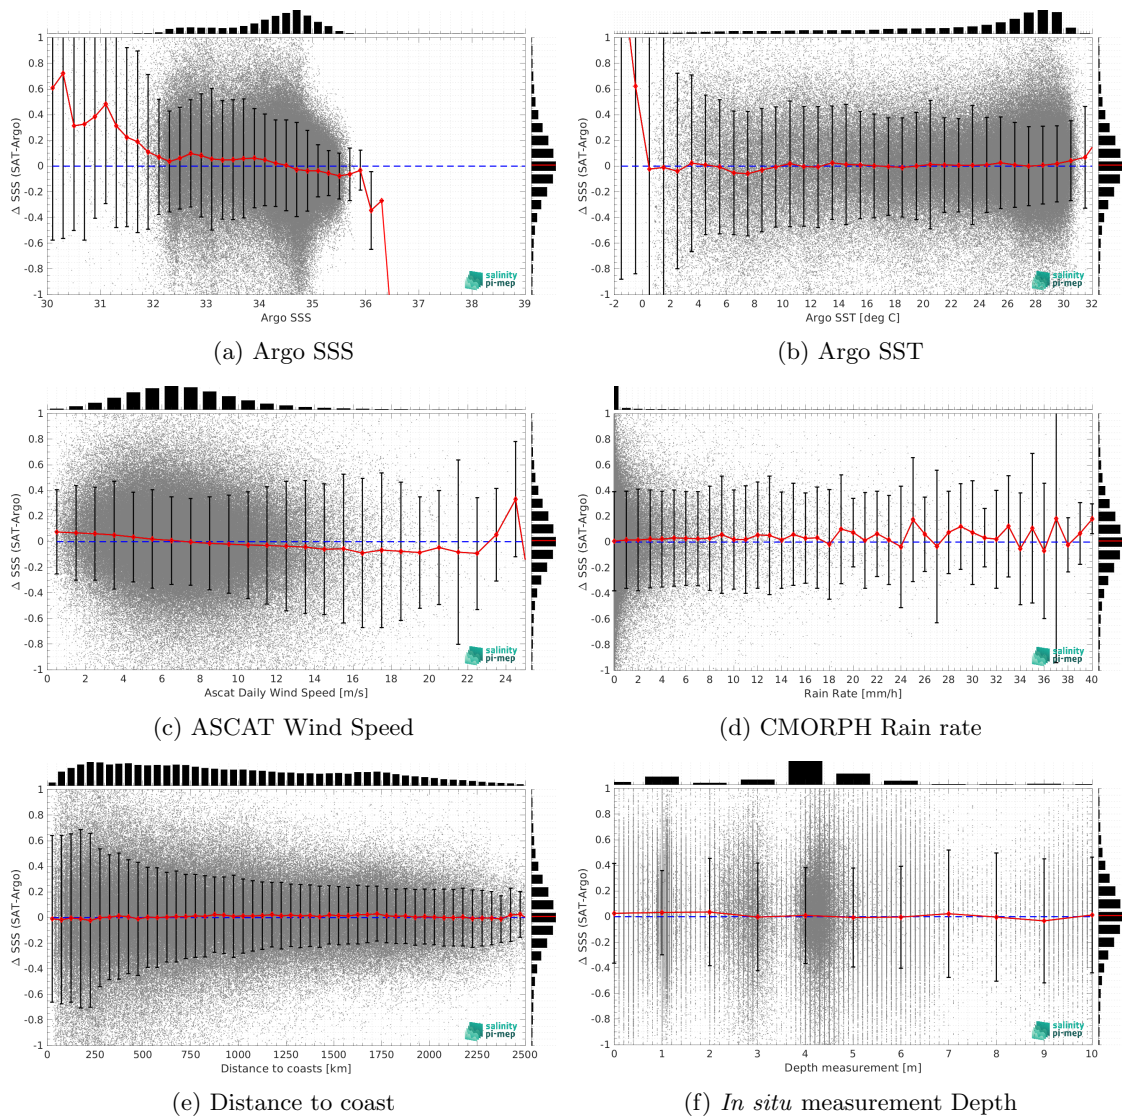 1
0.8
0.6
0.4
0.2
0
-0.2
-0.4
-0.6
-0.8
-1
Δ SSS (SAT-Argo)
30 31 32 33 34 35 36 37 38 39
Argo SSS
salinity
pi-mep
(a) Argo SSS
1
0.8
0.6
0.4
0.2
0
-0.2
-0.4
-0.6
-0.8
-1
Δ SSS (SAT-Argo)
-2 0 2 4 6 8 10 12 14 16 18 20 22 24 26 28 30 32
Argo SST [deg C]
salinity
pi-mep
(b) Argo SST
1
0.8
0.6
0.4
0.2
0
-0.2
-0.4
-0.6
-0.8
-1
Δ SSS (SAT-Argo)
0 2 4 6 8 10 12 14 16 18 20 22 24
Ascat Daily Wind Speed [m/s]
salinity
pi-mep
(c) ASCAT Wind Speed
1
0.8
0.6
0.4
0.2
0
-0.2
-0.4
-0.6
-0.8
-1
Δ SSS (SAT-Argo)
0 2 4 6 8 10 12 14 16 18 20 22 24 26 28 30 32 34 36 38 40
Rain Rate [mm/h]
salinity
pi-mep
(d) CMORPH Rain rate
1
0.8
0.6
0.4
0.2
0
-0.2
-0.4
-0.6
-0.8
-1
Δ SSS (SAT-Argo)
0 250 500 750 1000 1250 1500 1750 2000 2250 2500
Distance to coasts [km]
salinity
pi-mep
(e) Distance to coast
1
0.8
0.6
0.4
0.2
0
-0.2
-0.4
-0.6
-0.8
-1
Δ SSS (SAT-Argo)
0 1 2 3 4 5 6 7 8 9 10
Depth measurement [m]
salinity
pi-mep
(f) In situ measurement Depth